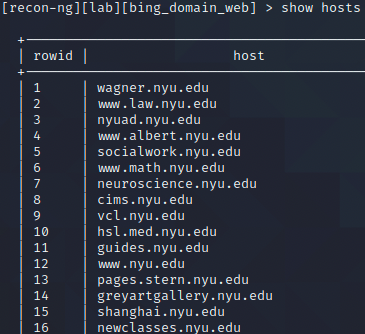 [recon-ng][lab][bing_domain_web] > show hosts
rowid | host
1 | wagner.nyu.edu
2 | www.law.nyu.edu
3 | nyuad.nyu.edu
4 | www.albert.nyu.edu
5 | socialwork.nyu.edu
6 | www.math.nyu.edu
7 | neuroscience.nyu.edu
8 | cims.nyu.edu
9 | vcl.nyu.edu
10 | hsl.med.nyu.edu
11 | guides.nyu.edu
12 | www.nyu.edu
13 | pages.stern.nyu.edu
14 | greyartgallery.nyu.edu
15 | shanghai.nyu.edu
16 | newclasses.nyu.edu